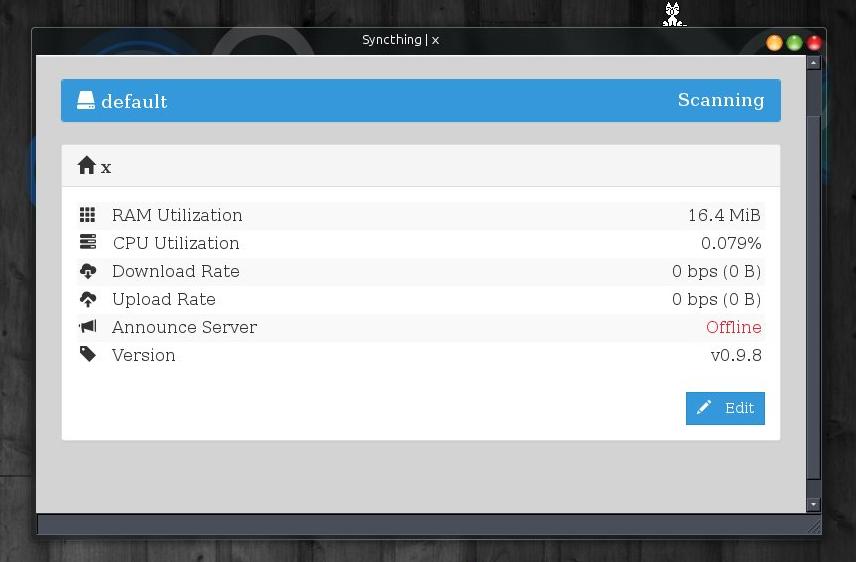 Syncthing | x
default Scanning
x
RAM Utilization 16.4 MiB
CPU Utilization 0.079%
Download Rate 0 bps (0 B)
Upload Rate 0 bps (0 B)
Announce Server Offline
Version v0.9.8
Edit